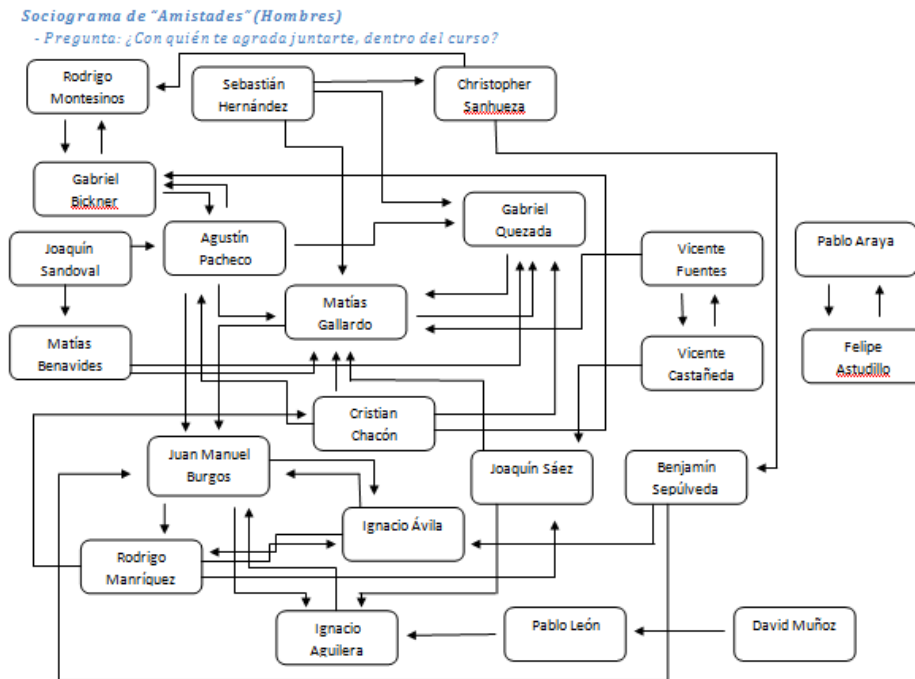 Sociograma de "Amistades" (Hombres)
- Pregunta: ¿Con quién te agrada juntarte, dentro del curso?
Rodrigo
Montesinos
Sebastián
Hernández
Christopher
Sanhueza
Gabriel
Bickner
Agustín
Pacheco
Gabriel
Quezada
Joaquín
Sandoval
Vicente
Fuentes
Pablo Araya
Matías
Gallardo
Matías
Benavides
Vicente
Castañeda
Felipe
Astudillo
Cristian
Chacón
Juan Manuel
Burgos
Joaquín Sáez
Benjamín
Sepúlveda
Ignacio Ávila
Rodrigo
Manríquez
Ignacio
Aguilera
Pablo León
David Muñoz